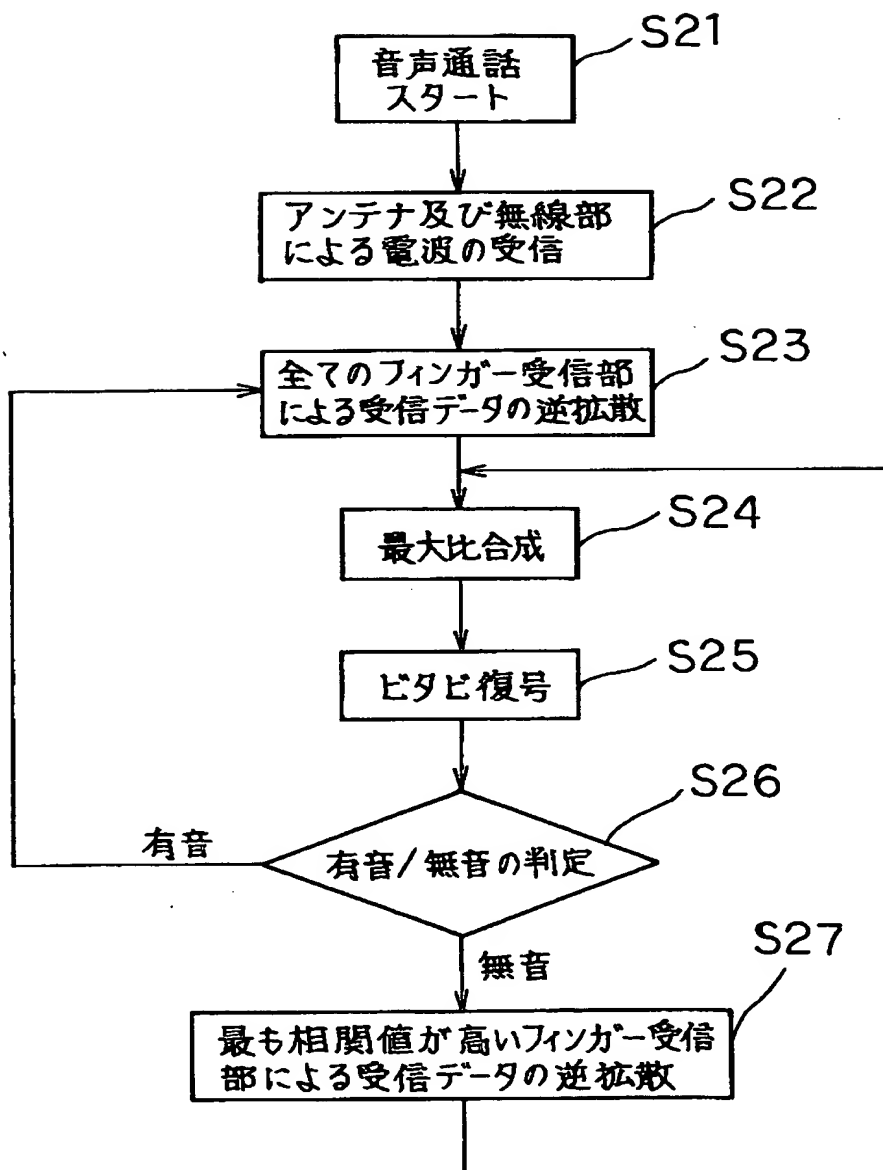 S21
音声通話
スタート
S22
アンテナ及び無線部
による電波の受信
S23
全てのフィンガー受信部
による受信データの逆拡散
S24
最大比合成
S25
ビタビ復号
S26
有音/無音の判定
有音
無音
S27
最も相関値が高いフィンガー受信
部による受信データの逆拡散